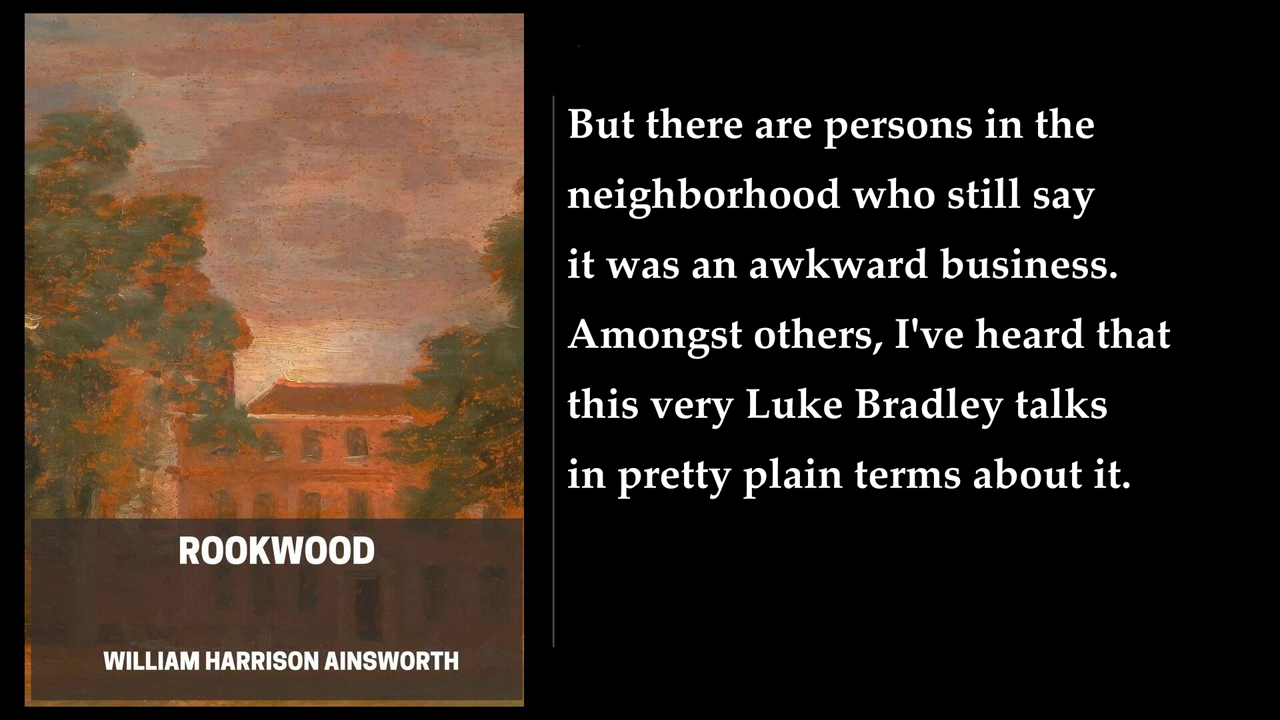 ROOKWOOD
WILLIAM HARRISON AINSWORTH
But there are persons in the
neighborhood who still say
it was an awkward business.
Amongst others, I've heard that
this very Luke Bradley talks
in pretty plain terms about it.